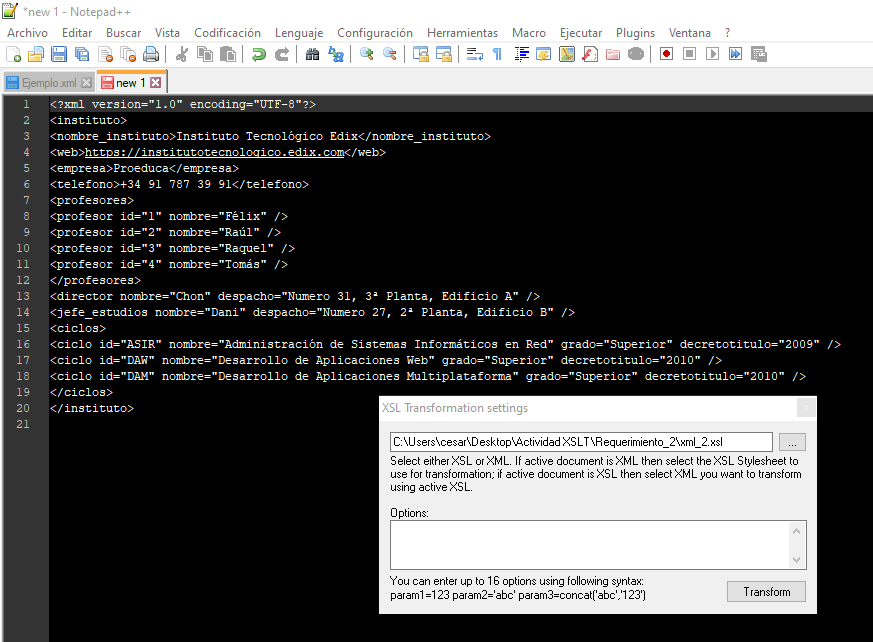 *new 1 - Notepad++
Archivo Editar Buscar Vista Codificación Lenguaje Configuración Herramientas Macro Ejecutar Plugins Ventana ?
Ejemplo.xml new 1
1 <?xml version="1.0" encoding="UTF-8"?>
2 <instituto>
3 <nombre_instituto>Instituto Tecnológico Edix</nombre_instituto>
4 <web>https://institutotecnologico.edix.com</web>
5 <empresa>Proeduca</empresa>
6 <telefono>+34 91 787 39 91</telefono>
7 <profesores>
8 <profesor id="1" nombre="Félix" />
9 <profesor id="2" nombre="Raúl" />
10 <profesor id="3" nombre="Raquel" />
11 <profesor id="4" nombre="Tomás" />
12 </profesores>
13 <director nombre="Chon" despacho="Numero 31, 3ª Planta, Edificio A" />
14 <jefe_estudios nombre="Dani" despacho="Numero 27, 2ª Planta, Edificio B" />
15 <ciclos>
16 <ciclo id="ASIR" nombre="Administración de Sistemas Informáticos en Red" grado="Superior" decretotitulo="2009" />
17 <ciclo id="DAW" nombre="Desarrollo de Aplicaciones Web" grado="Superior" decretotitulo="2010" />
18 <ciclo id="DAM" nombre="Desarrollo de Aplicaciones Multiplataforma" grado="Superior" decretotitulo="2010" />
19 </ciclos>
20 </instituto>
21
XSL Transformation settings
C:\Users\cesar\Desktop\Actividad XSLT\Requerimiento_2\xml_2.xsl ...
Select either XSL or XML. If active document is XML then select the XSL Stylesheet to
use for transformation; if active document is XSL then select XML you want to transform
using active XSL.
Options:
You can enter up to 16 options using following syntax:
param1=123 param2='abc' param3=concat('abc','123')
Transform